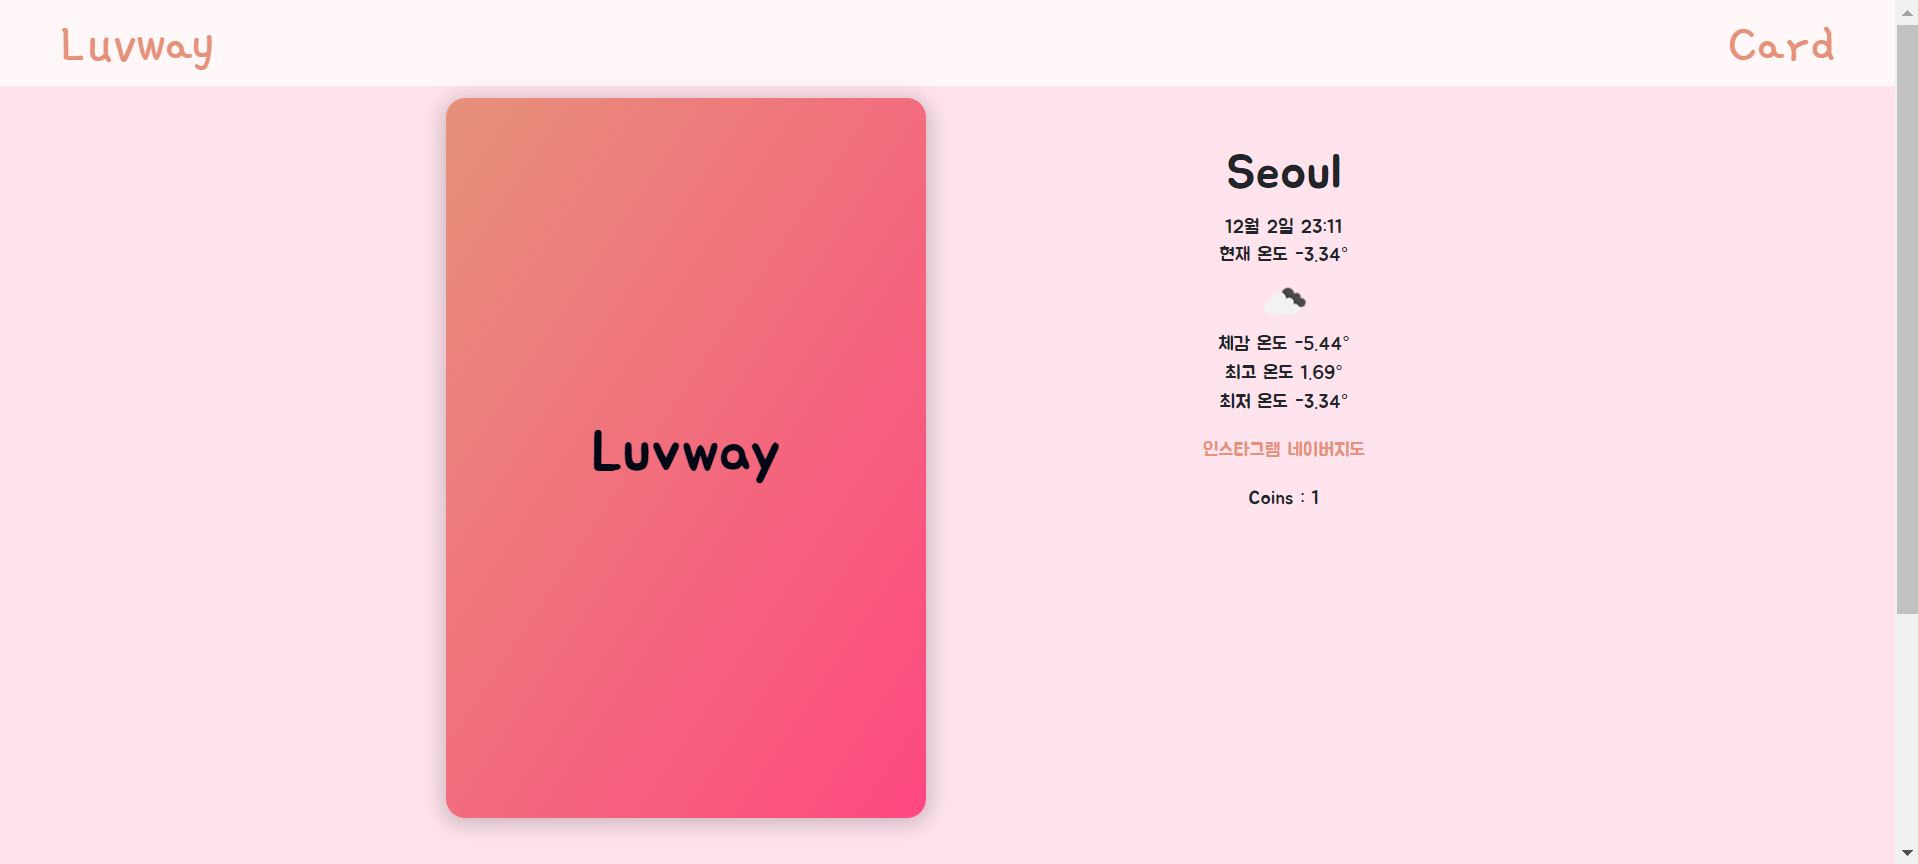 Luvway
Card
Luvway
Seoul
12월 2일 23:11
현재 온도 -3.34°
체감 온도 -5.44°
최고 온도 1.69°
최저 온도 -3.34°
인스타그램 네이버지도
Coins : 1